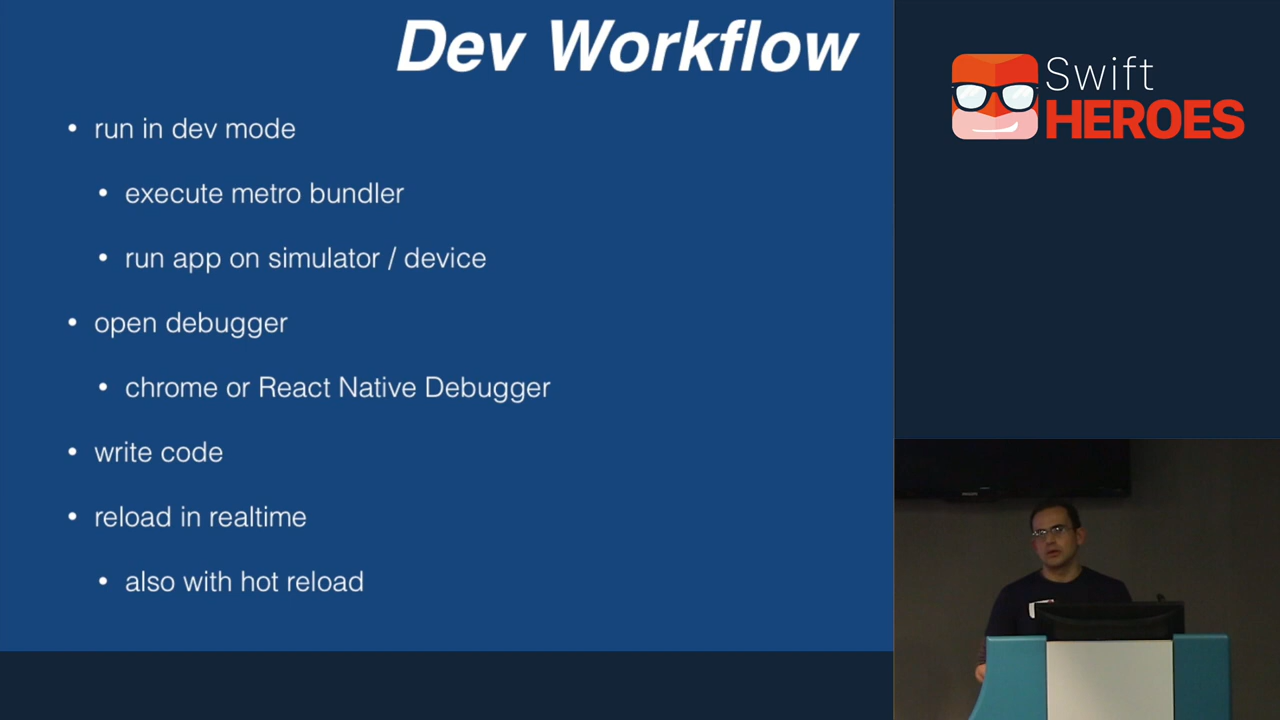 Dev Workflow
• run in dev mode
• execute metro bundler
• run app on simulator / device
• open debugger
• chrome or React Native Debugger
• write code
• reload in realtime
• also with hot reload
Swift
HEROES